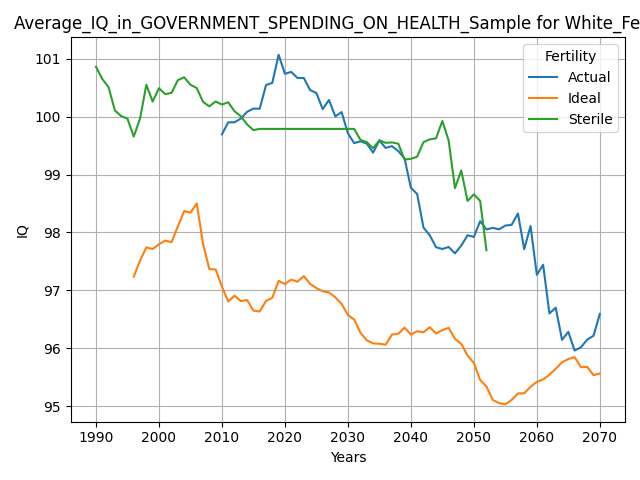 Average_IQ_in_GOVERNMENT_SPENDING_ON_HEALTH_Sample for White_Fe
Fertility
Actual
Ideal
Sterile
101
100
99
98
97
96
95
IQ
1990 2000 2010 2020 2030 2040 2050 2060 2070
Years